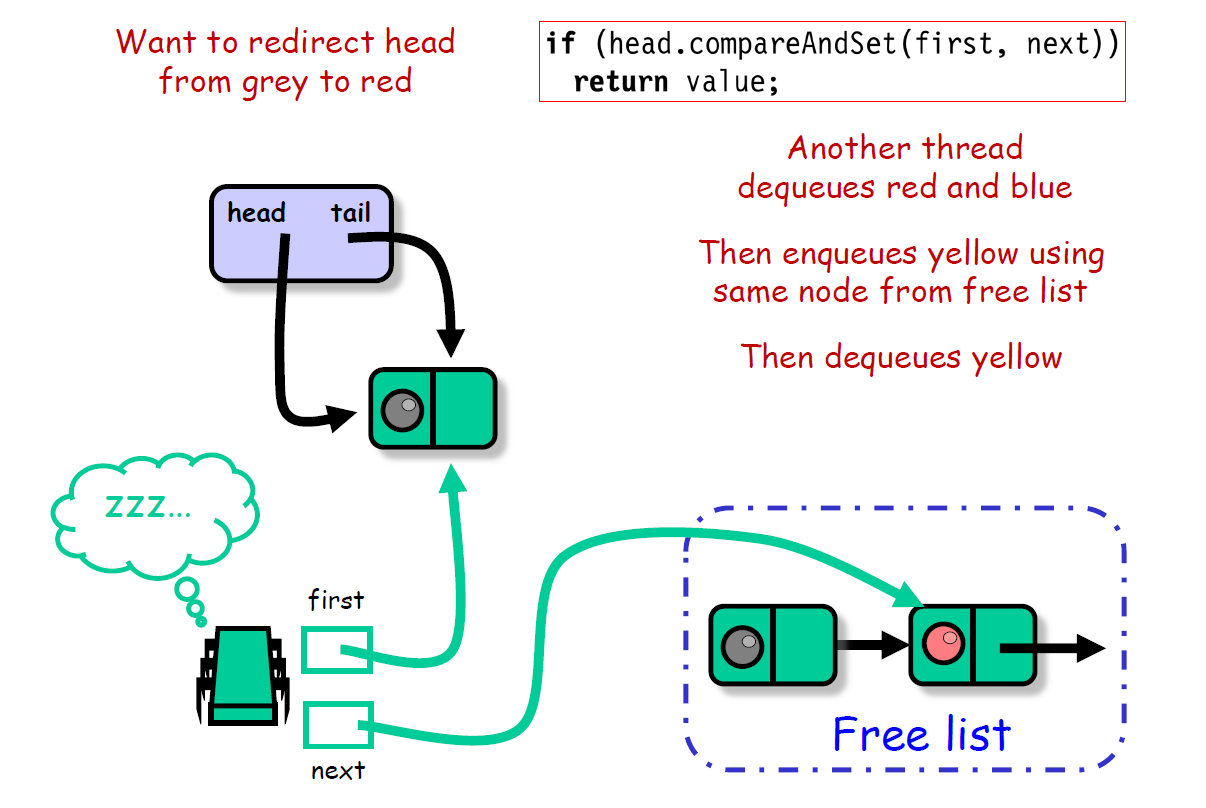 Want to redirect head
from grey to red
if (head.compareAndSet(first, next))
return value;
Another thread
dequeues red and blue
Then enqueues yellow using
same node from free list
Then dequeues yellow
head tail
zzz...
first
next
Free list